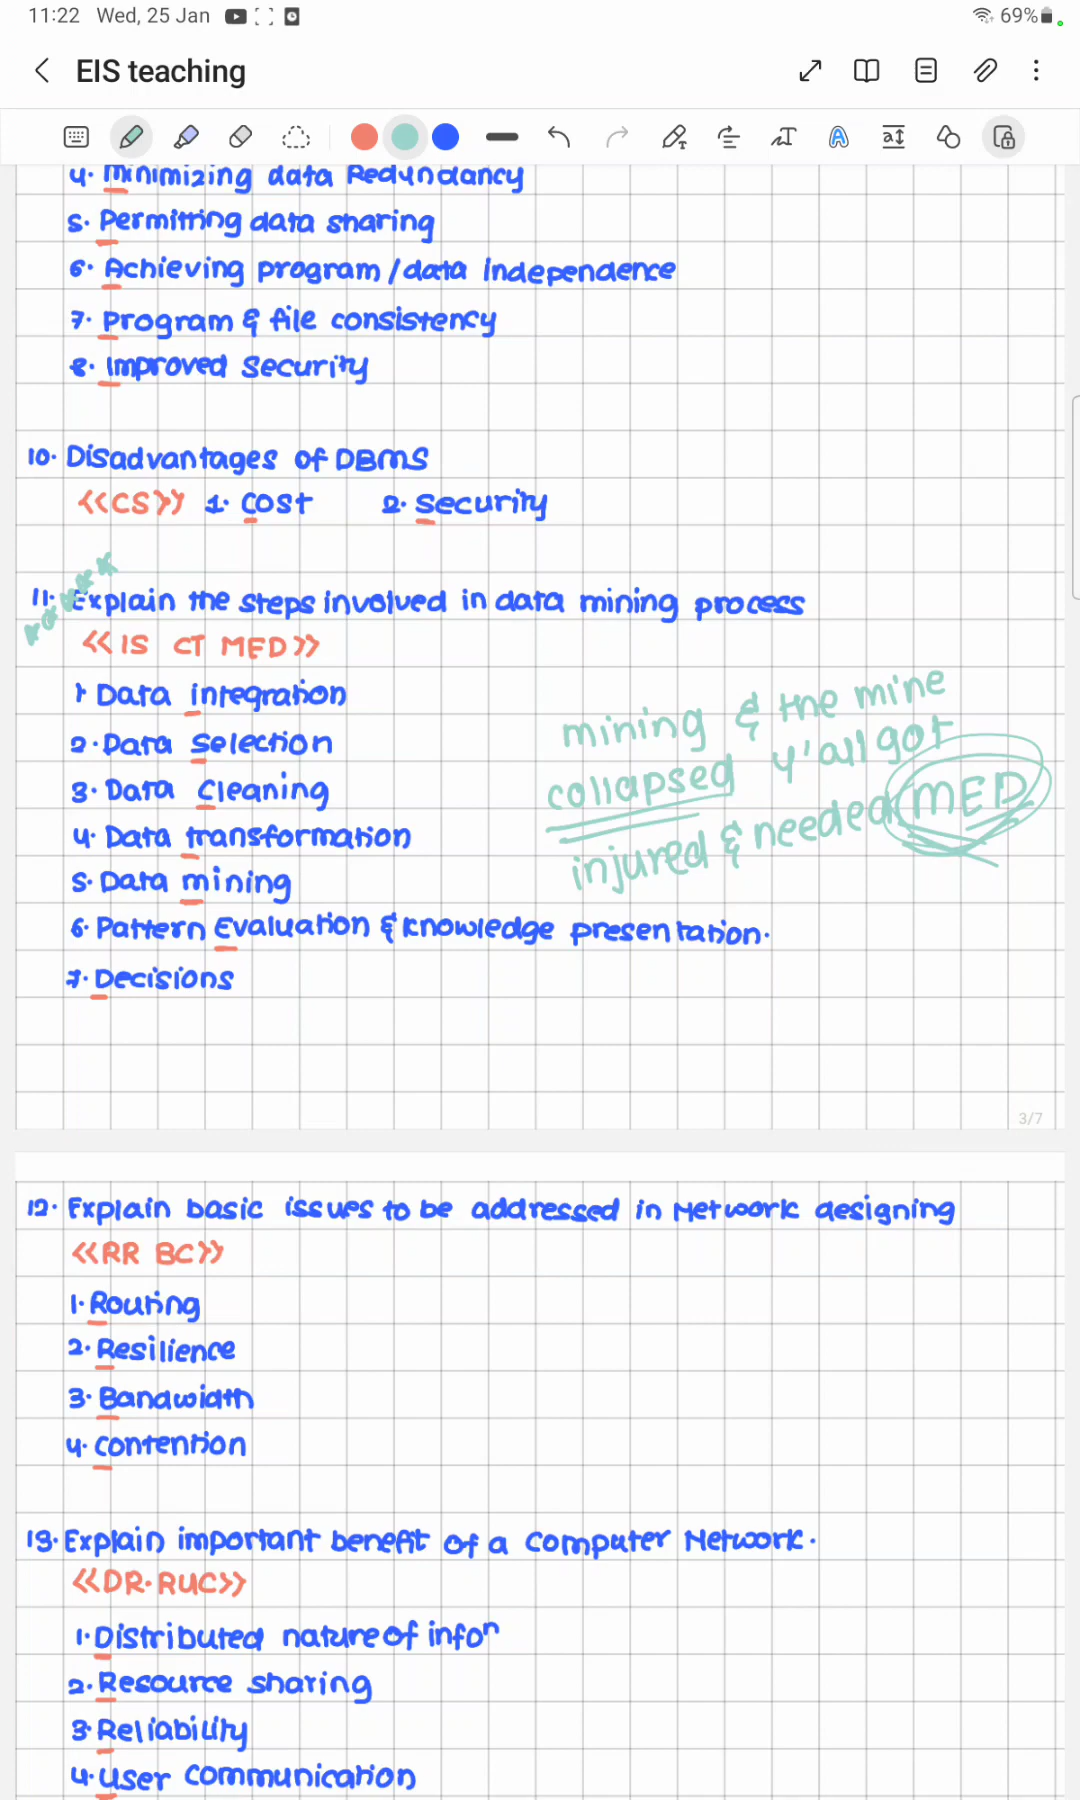 11:22 Wed, 25 Jan 69%
EIS teaching
4. Minimizing data Redundancy
5. Permitting data sharing
6. Achieving program/data independence
7. Program & file consistency
8. Improved Security
10. Disadvantages of DBMS
<<CS>> 1. Cost 2. Security
11. Explain the steps involved in data mining process
<<IS CT MED>>
1 Data integration
2. Data selection
3. Data cleaning
4. Data transformation
5. Data mining
6. Pattern Evaluation & knowledge presentation.
7. Decisions
mining & the mine
collapsed y'all got
injured & needed MED
3/7
12. Explain basic issues to be addressed in Network designing
<<RR BC>>
1. Routing
2. Resilience
3. Bandwidth
4. contention
13. Explain important benefit of a Computer Network.
<<DR.RUC>>
1. Distributed nature of infoⁿ
2. Resource sharing
3. Reliability
4. User communication